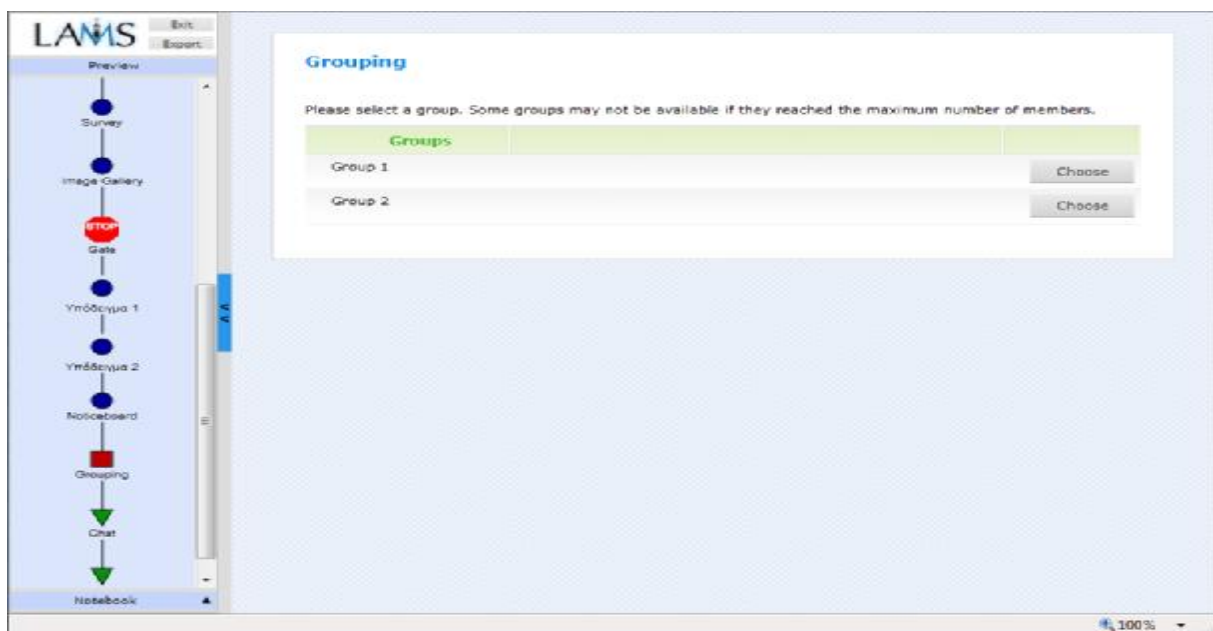 LAMS
Exit
Export
Preview
Survey
Image Gallery
STOP
Gate
Υπόδειγμα 1
Υπόδειγμα 2
Noticeboard
Grouping
Chat
Notebook
Grouping
Please select a group. Some groups may not be available if they reached the maximum number of members.
Groups
Group 1
Choose
Group 2
Choose
100%